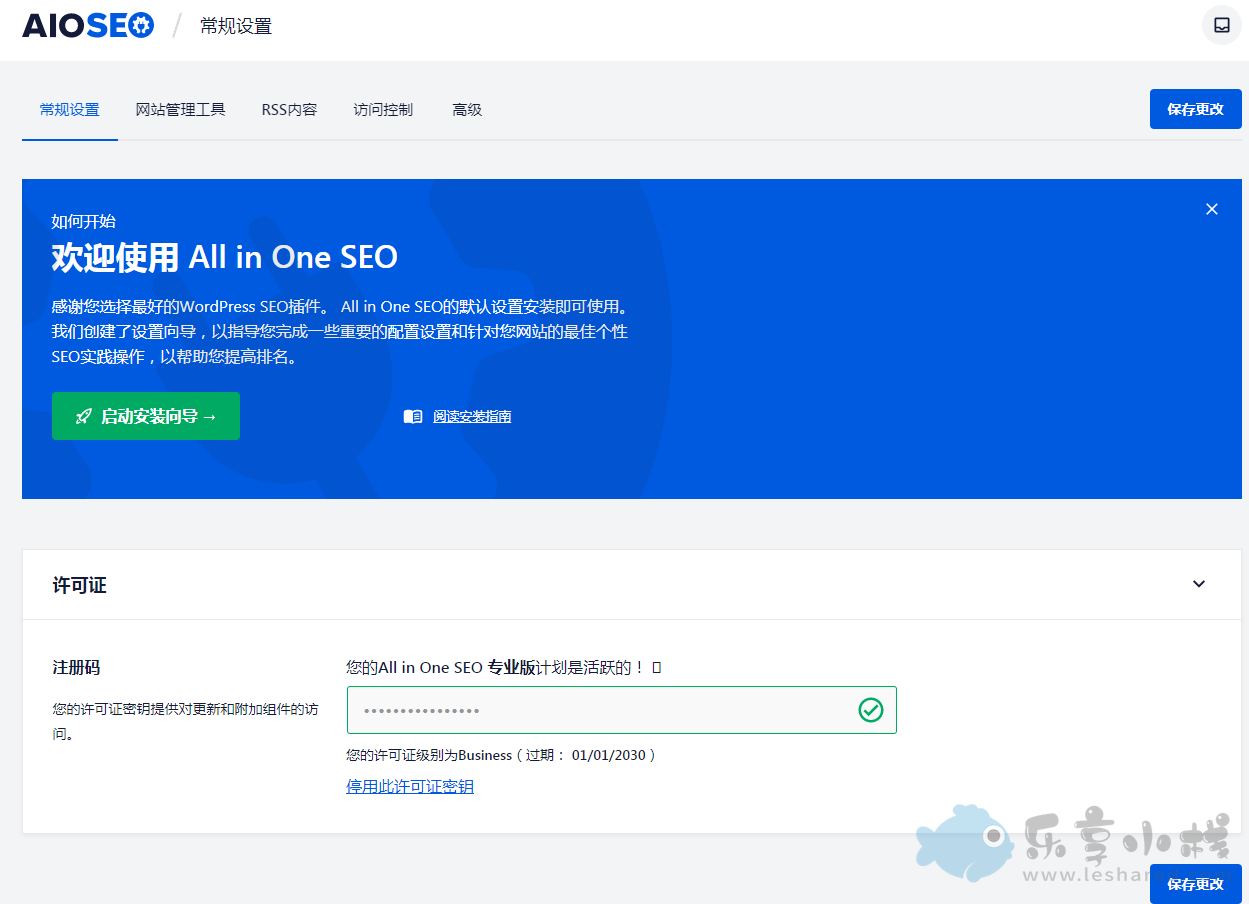 AIOSEO / 常规设置
常规设置 网站管理工具 RSS内容 访问控制 高级 保存更改
如何开始
欢迎使用 All in One SEO
感谢您选择最好的WordPress SEO插件。 All in One SEO的默认设置安装即可使用。
我们创建了设置向导，以指导您完成一些重要的配置设置和针对您网站的最佳个性
SEO实践操作，以帮助您提高排名。
启动安装向导→ 阅读安装指南
许可证
注册码
您的许可证密钥提供对更新和附加组件的访
问。
您的All in One SEO 专业版计划是活跃的！
••••••••••••••••
您的许可证级别为Business（过期： 01/01/2030 ）
停用此许可证密钥
乐享小栈
www.leshar
保存更改